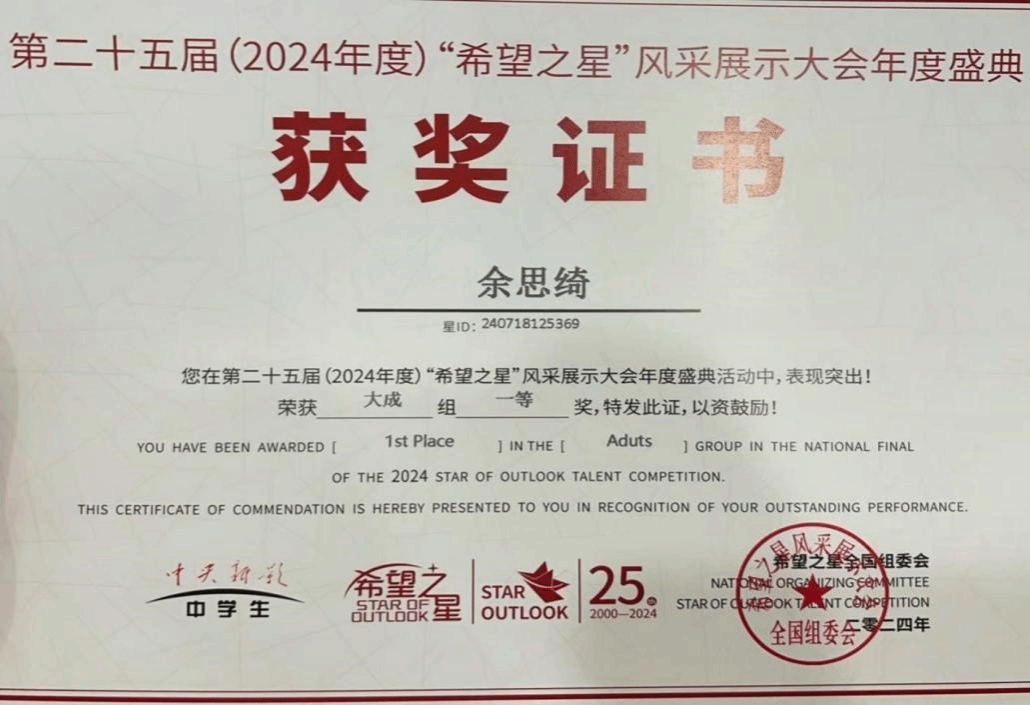 第二十五届(2024年度)“希望之星”风采展示大会年度盛典
获奖证书
余思绮
星ID: 240718125369
您在第二十五届(2024年度)“希望之星”风采展示大会年度盛典活动中,表现突出!
荣获 大成 组 一等 奖,特发此证,以资鼓励!
YOU HAVE BEEN AWARDED [ 1st Place ] IN THE [ Aduts ] GROUP IN THE NATIONAL FINAL
OF THE 2024 STAR OF OUTLOOK TALENT COMPETITION.
THIS CERTIFICATE OF COMMENDATION IS HEREBY PRESENTED TO YOU IN RECOGNITION OF YOUR OUTSTANDING PERFORMANCE.
中央新影
中学生
希望之星
STAR OF
OUTLOOK
STAR
OUTLOOK
25
2000—2024
希望之星全国组委会
NATIONAL ORGANIZING COMMITTEE
STAR OF OUTLOOK TALENT COMPETITION
二零二四年
全国组委会